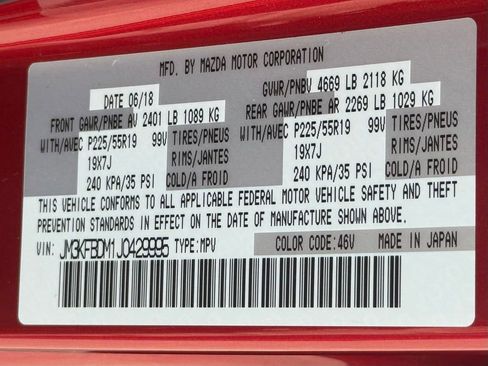 MFD. BY MAZDA MOTOR CORPORATION
DATE 06/18 GVWR/PNBV 4669 LB 2118 KG
FRONT GAWR/PNBE AV 2401 LB 1089 KG REAR GAWR/PNBE AR 2269 LB 1029 KG
WITH/AVEC P225/55R19 99V TIRES/PNEUS WITH/AVEC P225/55R19 99V TIRES/PNEUS
19X7J RIMS/JANTES 19X7J RIMS/JANTES
240 KPA/35 PSI COLD/A FROID 240 KPA/35 PSI COLD/A FROID
THIS VEHICLE CONFORMS TO ALL APPLICABLE FEDERAL MOTOR VEHICLE SAFETY AND THEFT
PREVENTION STANDARDS IN EFFECT ON THE DATE OF MANUFACTURE SHOWN ABOVE.
VIN: JM3KFBDM1J0429995 TYPE:MPV COLOR CODE:46V MADE IN JAPAN